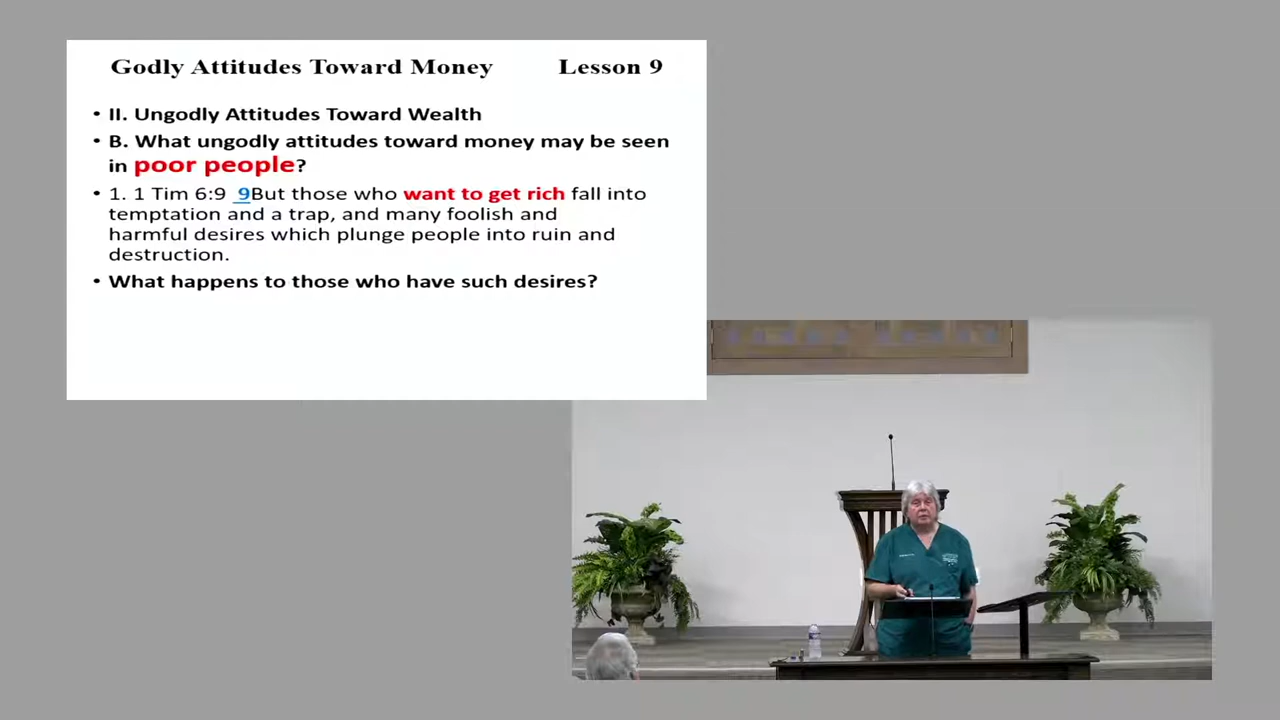 Godly Attitudes Toward Money Lesson 9
• II. Ungodly Attitudes Toward Wealth
• B. What ungodly attitudes toward money may be seen
in poor people?
• 1. 1 Tim 6:9 9But those who want to get rich fall into
temptation and a trap, and many foolish and
harmful desires which plunge people into ruin and
destruction.
• What happens to those who have such desires?